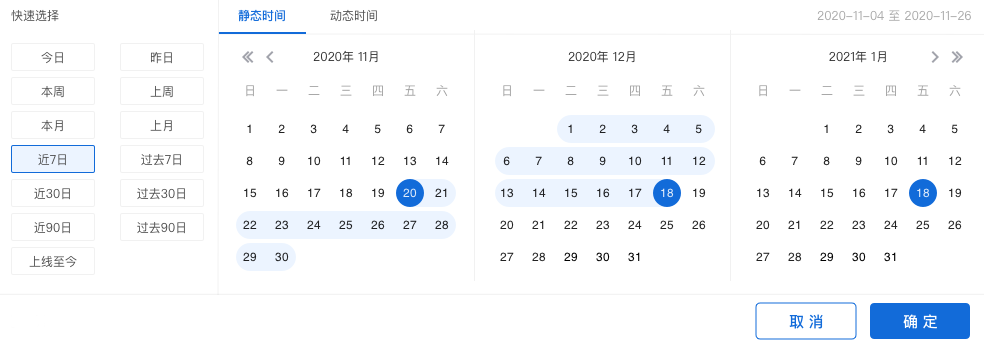 快速选择
静态时间 动态时间 2020-11-04 至 2020-11-26
今日 昨日
本周 上周
本月 上月
近7日 过去7日
近30日 过去30日
近90日 过去90日
上线至今
2020年 11月
日 一 二 三 四 五 六
1 2 3 4 5 6 7
8 9 10 11 12 13 14
15 16 17 18 19 20 21
22 23 24 25 26 27 28
29 30
2020年 12月
日 一 二 三 四 五 六
1 2 3 4 5
6 7 8 9 10 11 12
13 14 15 16 17 18 19
20 21 22 23 24 25 26
27 28 29 30 31
2021年 1月
日 一 二 三 四 五 六
1 2 3 4 5
6 7 8 9 10 11 12
13 14 15 16 17 18 19
20 21 22 23 24 25 26
27 28 29 30 31
取 消 确 定